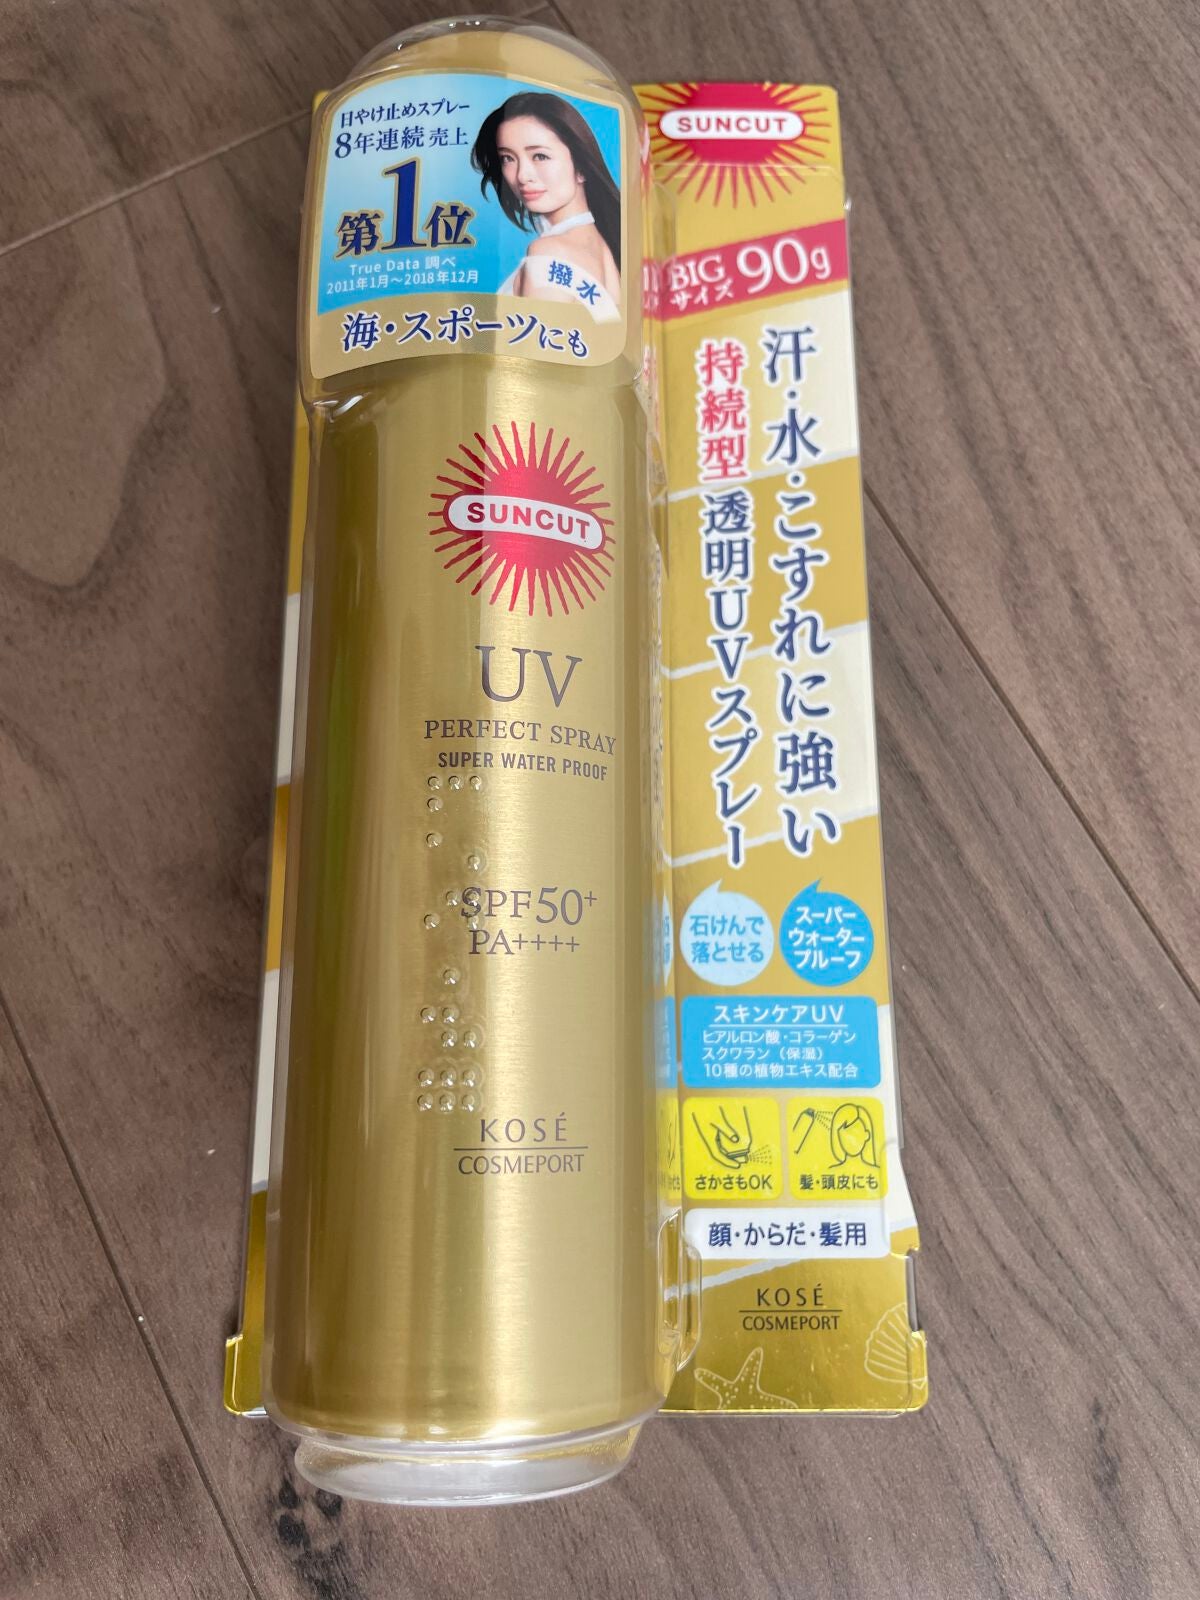 日やけ止めスプレー
8年連続 売上
第1位
True Data 調べ
2011年1月〜2018年12月
撥水
海・スポーツにも
SUNCUT
UV
PERFECT SPRAY
SUPER WATER PROOF
SPF50+
PA++++
KOSÉ
COSMEPORT
SUNCUT
BIG
サイズ
90g
汗・水・こすれに強い
持続型透明UVスプレー
石けんで
落とせる
スーパー
ウォーター
プルーフ
スキンケアUV
ヒアルロン酸・コラーゲン
スクワラン（保湿）
10種の植物エキス配合
さかさもOK
髪・頭皮にも
顔・からだ・髪用
KOSÉ
COSMEPORT